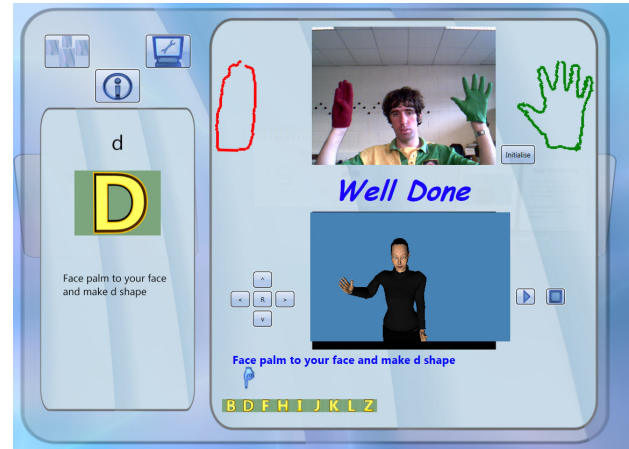 d
D
Face palm to your face
and make d shape
Initialise
Well Done
^
< R >
v
Face palm to your face and make d shape
B D F H I J K L Z